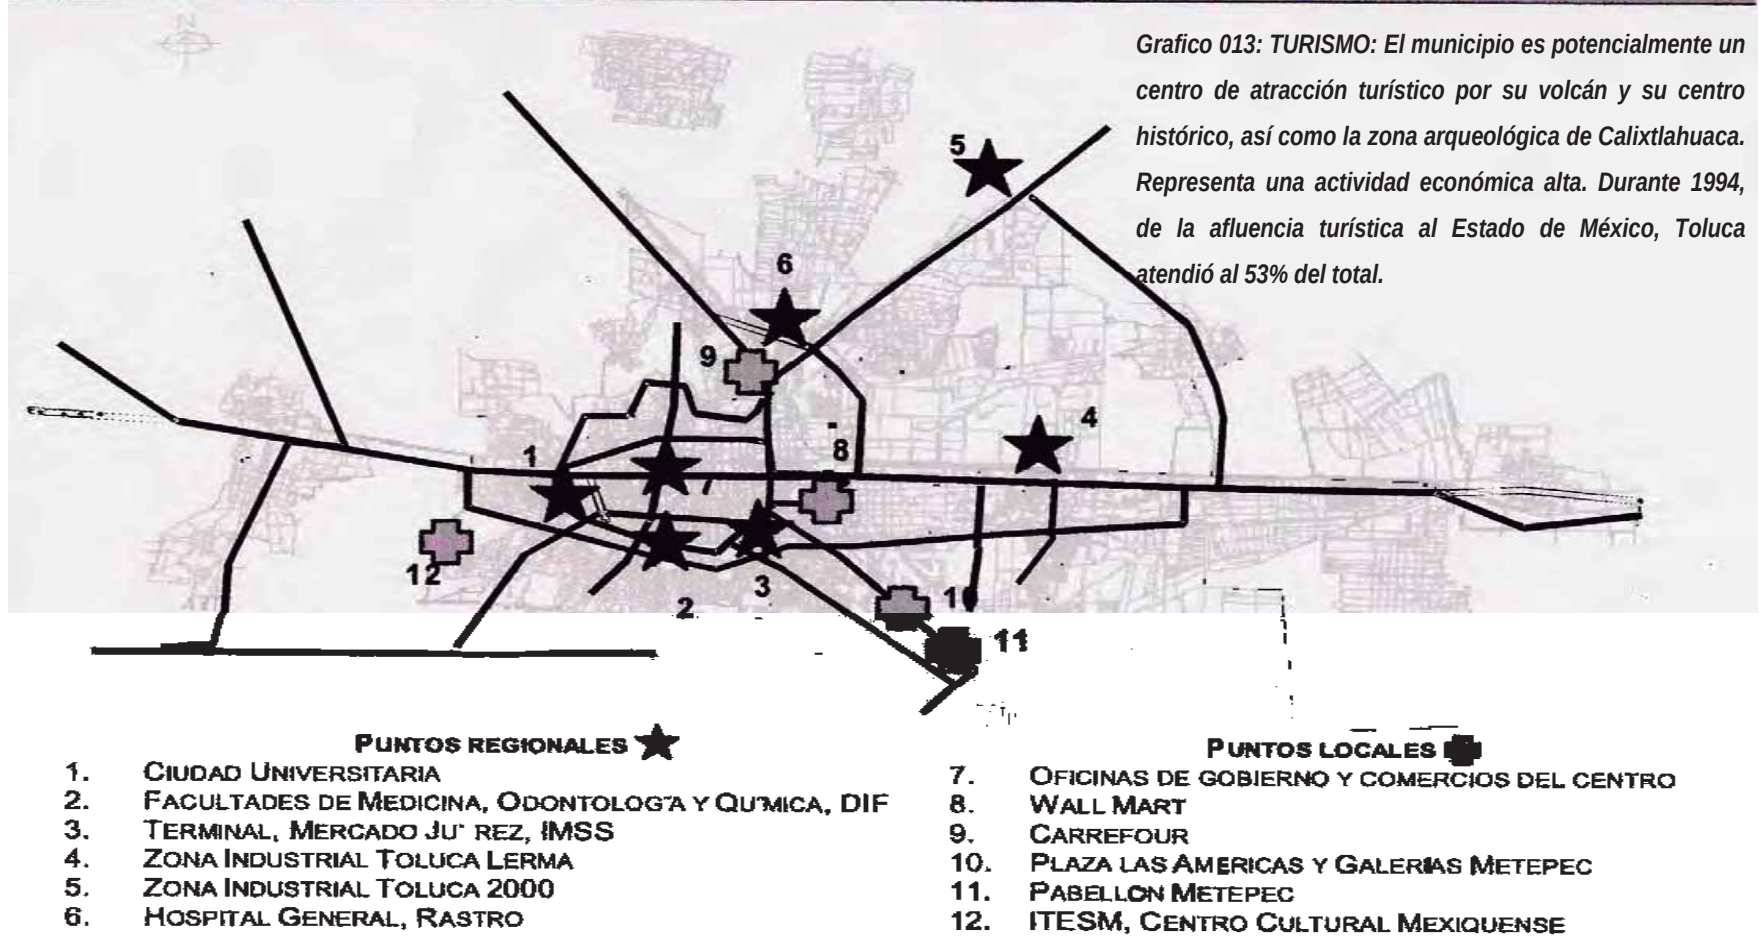 N
Grafico 013: TURISMO: El municipio es potencialmente un
centro de atracción turístico por su volcán y su centro
histórico, así como la zona arqueológica de Calixtlahuaca.
Representa una actividad económica alta. Durante 1994,
de la afluencia turística al Estado de México, Toluca
atendió al 53% del total.
5
6
9
4
1
8
12
3
2
10
11
PUNTOS REGIONALES
1. CIUDAD UNIVERSITARIA
2. FACULTADES DE MEDICINA, ODONTOLOG'A Y QU'MICA, DIF
3. TERMINAL, MERCADO JU' REZ, IMSS
4. ZONA INDUSTRIAL TOLUCA LERMA
5. ZONA INDUSTRIAL TOLUCA 2000
6. HOSPITAL GENERAL, RASTRO
PUNTOS LOCALES
7. OFICINAS DE GOBIERNO Y COMERCIOS DEL CENTRO
8. WALL MART
9. CARREFOUR
10. PLAZA LAS AMERICAS Y GALERIAS METEPEC
11. PABELLON METEPEC
12. ITESM, CENTRO CULTURAL MEXIQUENSE